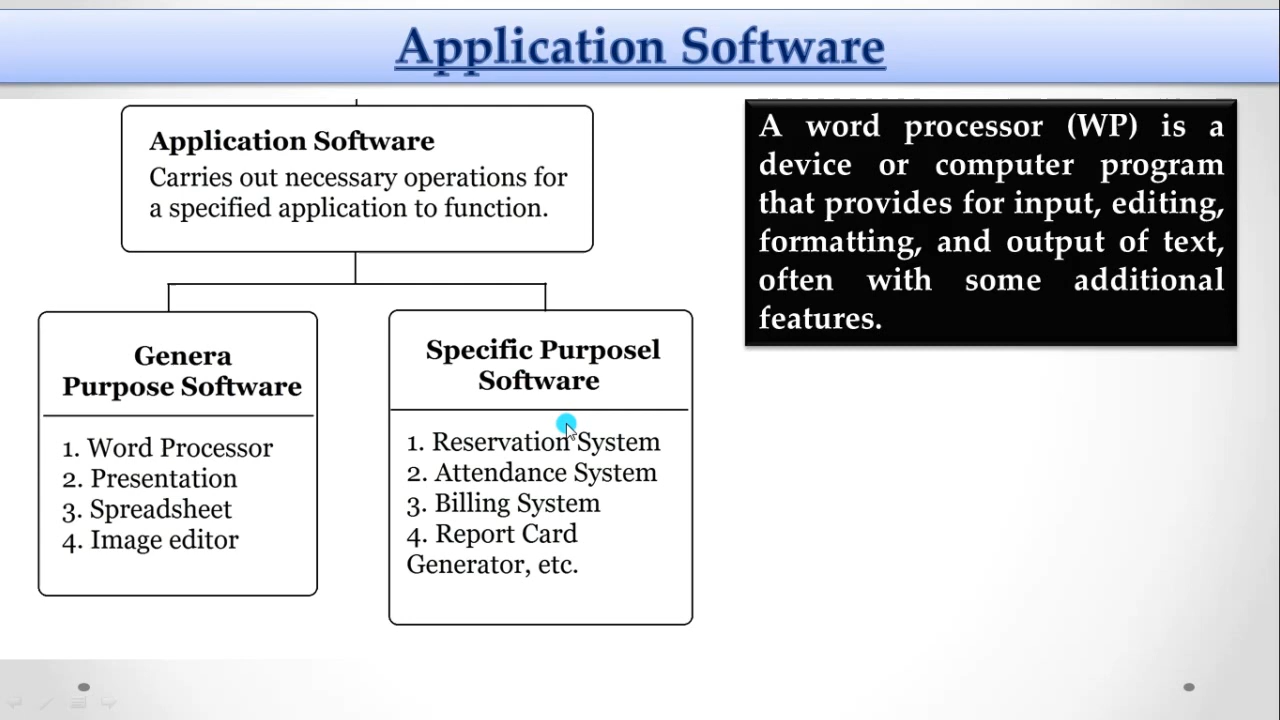 Application Software
Application Software
Carries out necessary operations for
a specified application to function.
Genera
Purpose Software
1. Word Processor
2. Presentation
3. Spreadsheet
4. Image editor
Specific Purposel
Software
1. Reservation System
2. Attendance System
3. Billing System
4. Report Card
Generator, etc.
A word processor (WP) is a
device or computer program
that provides for input, editing,
formatting, and output of text,
often with some additional
features.